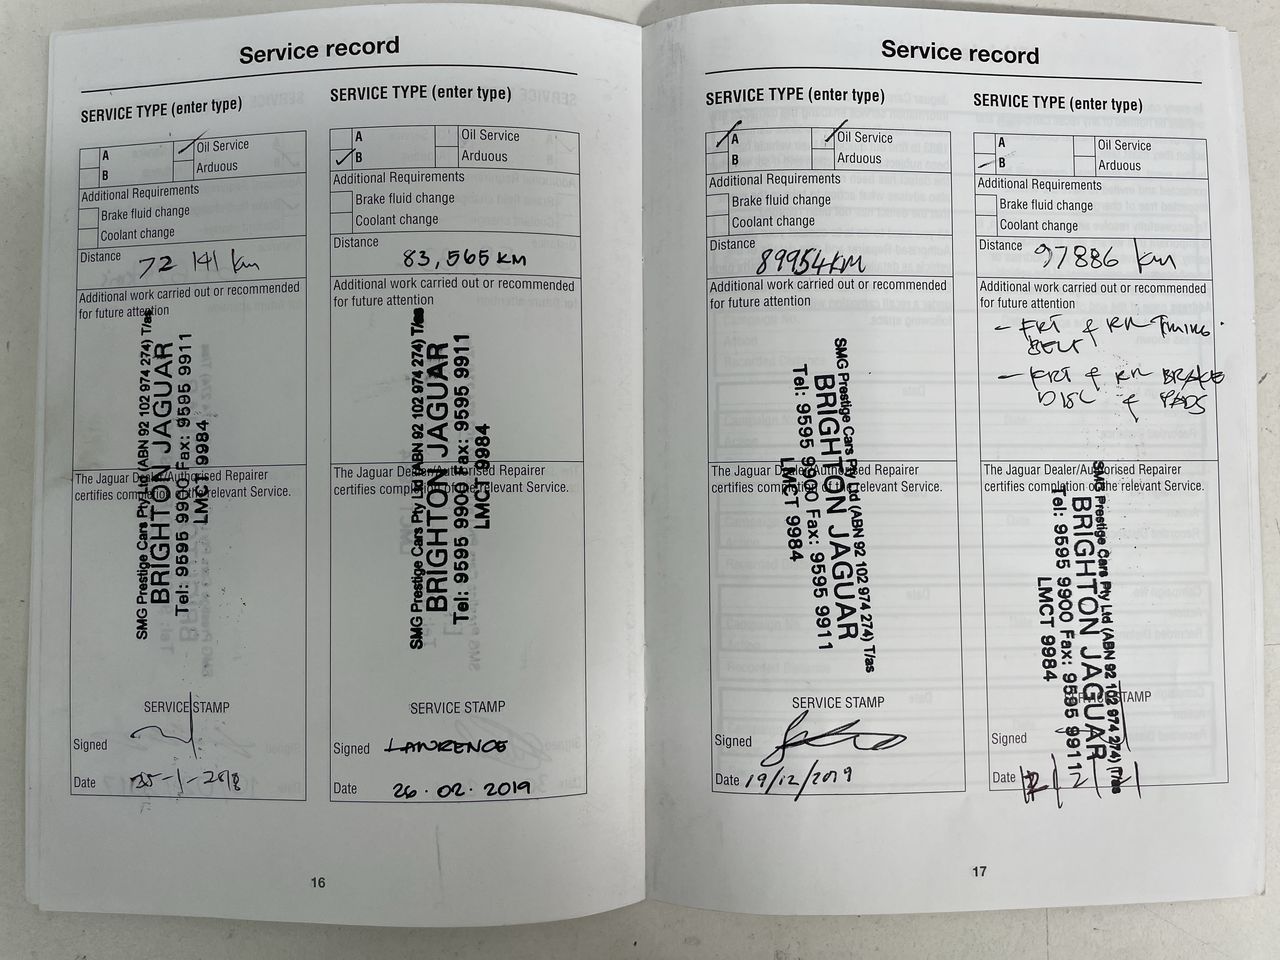 Service record
SERVICE TYPE (enter type)
A
B
Oil Service
Arduous
Additional Requirements
Brake fluid change
Coolant change
Distance 72 141 km
Additional work carried out or recommended
for future attention
SMG Prestige Cars Pty Ltd (ABN 92 102 974 274) T/as
BRIGHTON JAGUAR
Tel: 9595 9900 Fax: 9595 9911
LMCT 9984
The Jaguar Dealer/Authorised Repairer
certifies completion of the relevant Service.
SERVICE STAMP
Signed
Date
SERVICE TYPE (enter type)
A
B
Oil Service
Arduous
Additional Requirements
Brake fluid change
Coolant change
Distance
83,565 KM
Additional work carried out or recommended
for future attention
SMG Prestige Cars Pty Ltd (ABN 92 102 974 274) T/as
BRIGHTON JAGUAR
Tel: 9595 9900 Fax: 9595 9911
LMCT 9984
The Jaguar Dealer/Authorised Repairer
certifies completion of the relevant Service.
SERVICE STAMP
Signed LAWRENCE
Date 26.02.2019
16
Service record
SERVICE TYPE (enter type)
A
B
Oil Service
Arduous
Additional Requirements
Brake fluid change
Coolant change
Distance
89954KM
Additional work carried out or recommended
for future attention
SMG Prestige Cars Pty Ltd (ABN 92 102 974 274) T/as
BRIGHTON JAGUAR
Tel: 9595 9900 Fax: 9595 9911
LMCT 9984
The Jaguar Dealer/Authorised Repairer
certifies completion of the relevant Service.
SERVICE STAMP
Signed
Date 19/12/2019
SERVICE TYPE (enter type)
A
B
Oil Service
Arduous
Additional Requirements
Brake fluid change
Coolant change
Distance 97886 km
Additional work carried out or recommended
for future attention
- FRT & RR TIMING
BELT
- FRT & RR BRAKE
DISC & PADS
The Jaguar Dealer/Authorised Repairer
certifies completion of the relevant Service.
SMG Prestige Cars Pty Ltd (ABN 92 102 974 274) T/as
BRIGHTON JAGUAR
Tel: 9595 9900 Fax: 9595 9911
LMCT 9984
SERVICE STAMP
Signed
Date
17